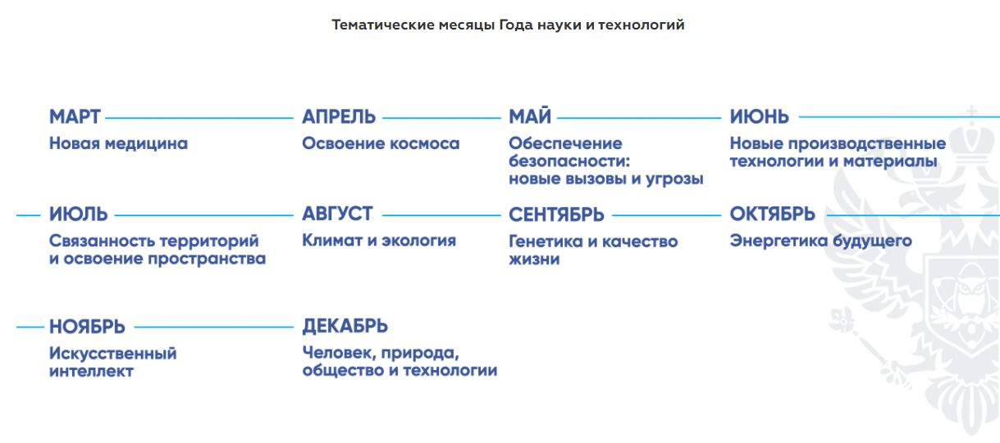 Тематические месяцы Года науки и технологий
МАРТ
Новая медицина
АПРЕЛЬ
Освоение космоса
МАЙ
Обеспечение
безопасности:
новые вызовы и угрозы
ИЮНЬ
Новые производственные
технологии и материалы
ИЮЛЬ
Связанность территорий
и освоение пространства
АВГУСТ
Климат и экология
СЕНТЯБРЬ
Генетика и качество
жизни
ОКТЯБРЬ
Энергетика будущего
НОЯБРЬ
Искусственный
интеллект
ДЕКАБРЬ
Человек, природа,
общество и технологии